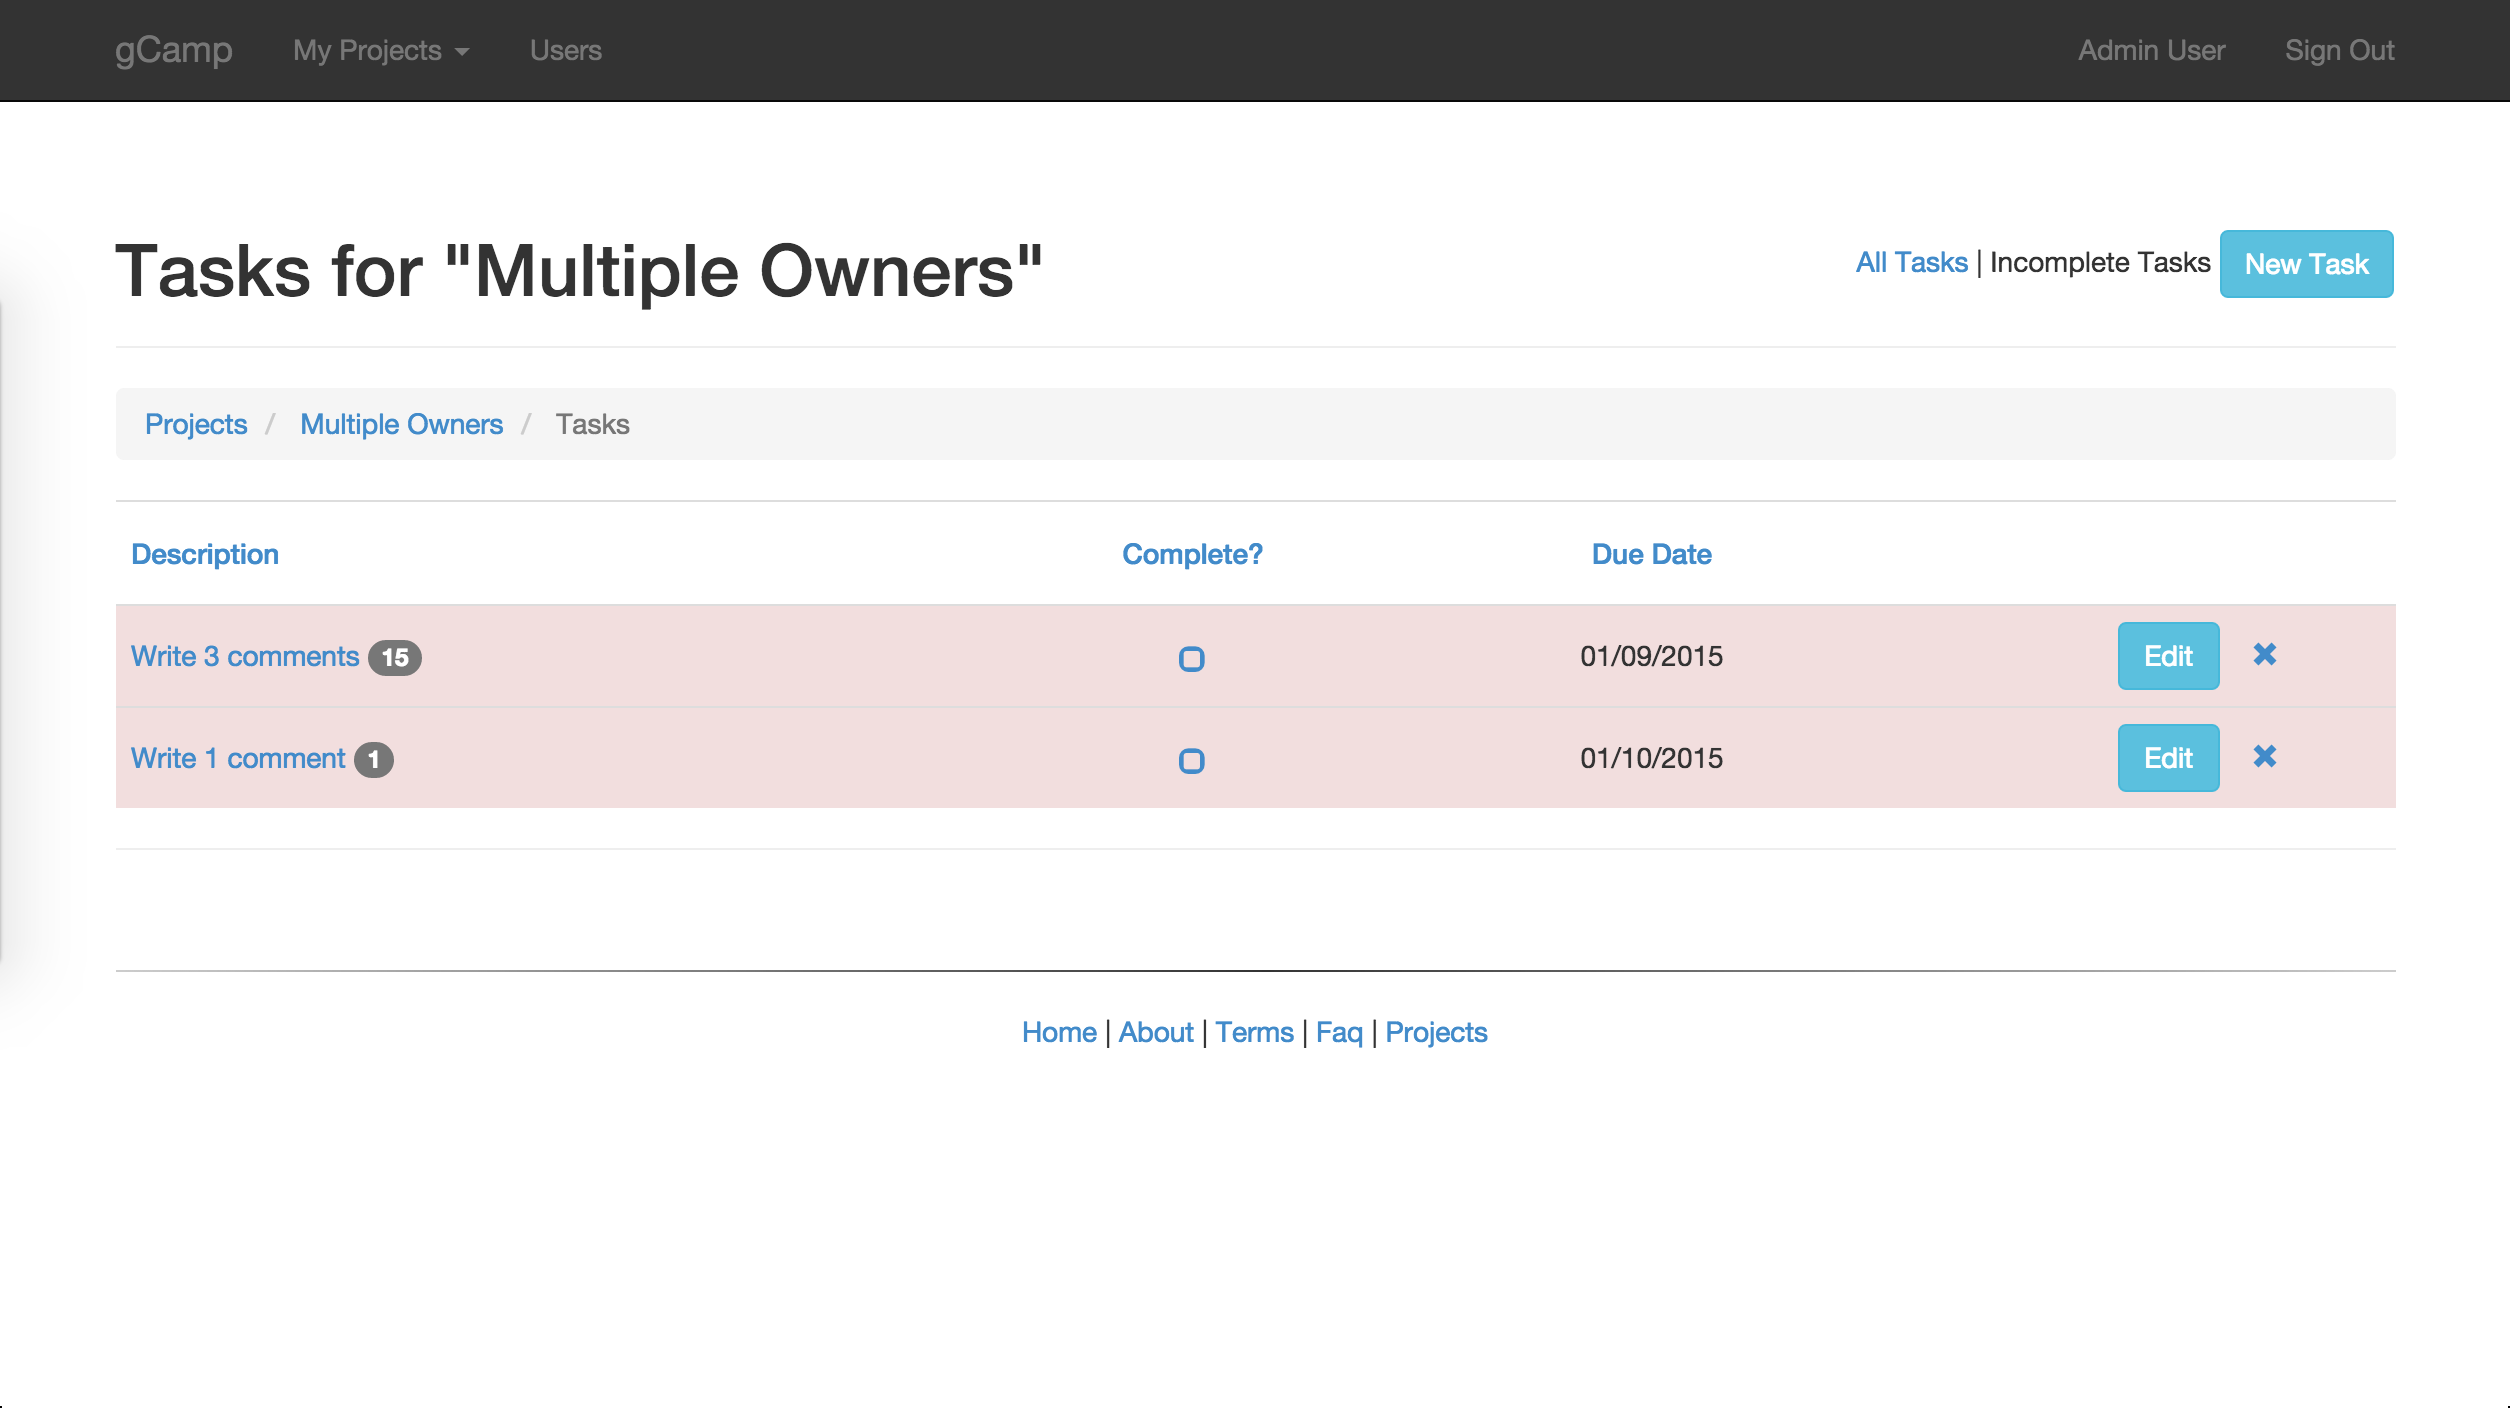 gCamp My Projects Users Admin User Sign Out
Tasks for "Multiple Owners"
All Tasks | Incomplete Tasks New Task
Projects / Multiple Owners / Tasks
Description Complete? Due Date
Write 3 comments 15 01/09/2015 Edit
Write 1 comment 1 01/10/2015 Edit
Home | About | Terms | Faq | Projects